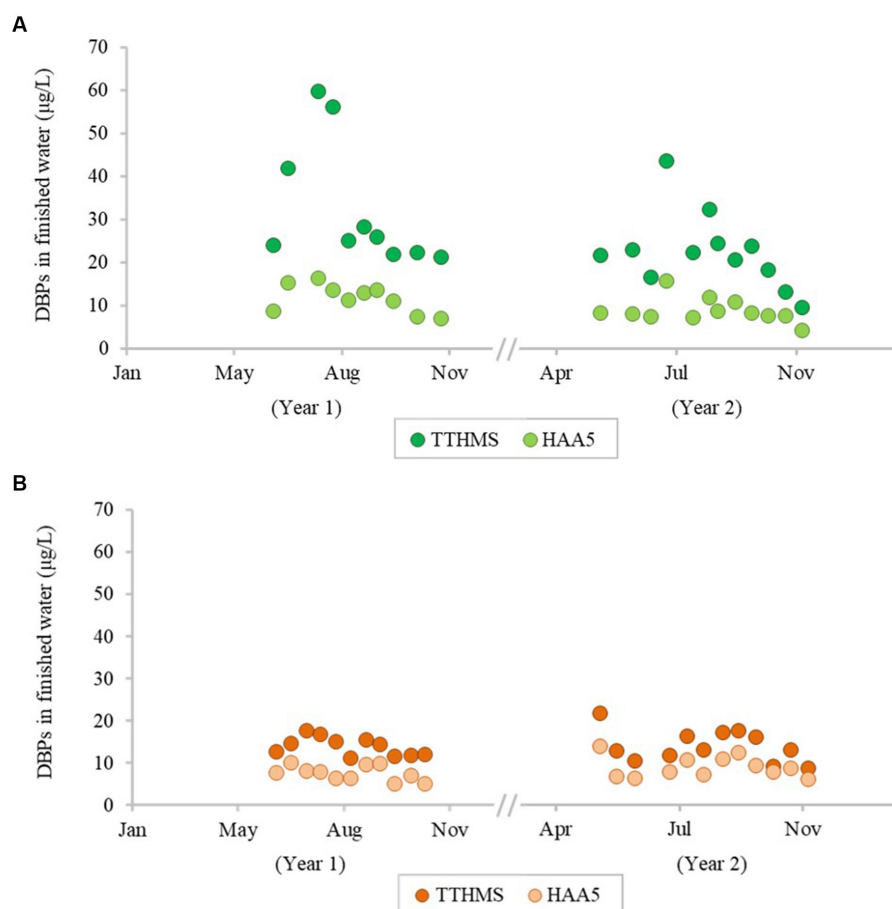 A
DBPs in finished water (µg/L)
70
60
50
40
30
20
10
0
Jan May Aug Nov Apr Jul Nov
(Year 1) (Year 2)
TTHMS HAA5
B
DBPs in finished water (µg/L)
70
60
50
40
30
20
10
0
Jan May Aug Nov Apr Jul Nov
(Year 1) (Year 2)
TTHMS HAA5